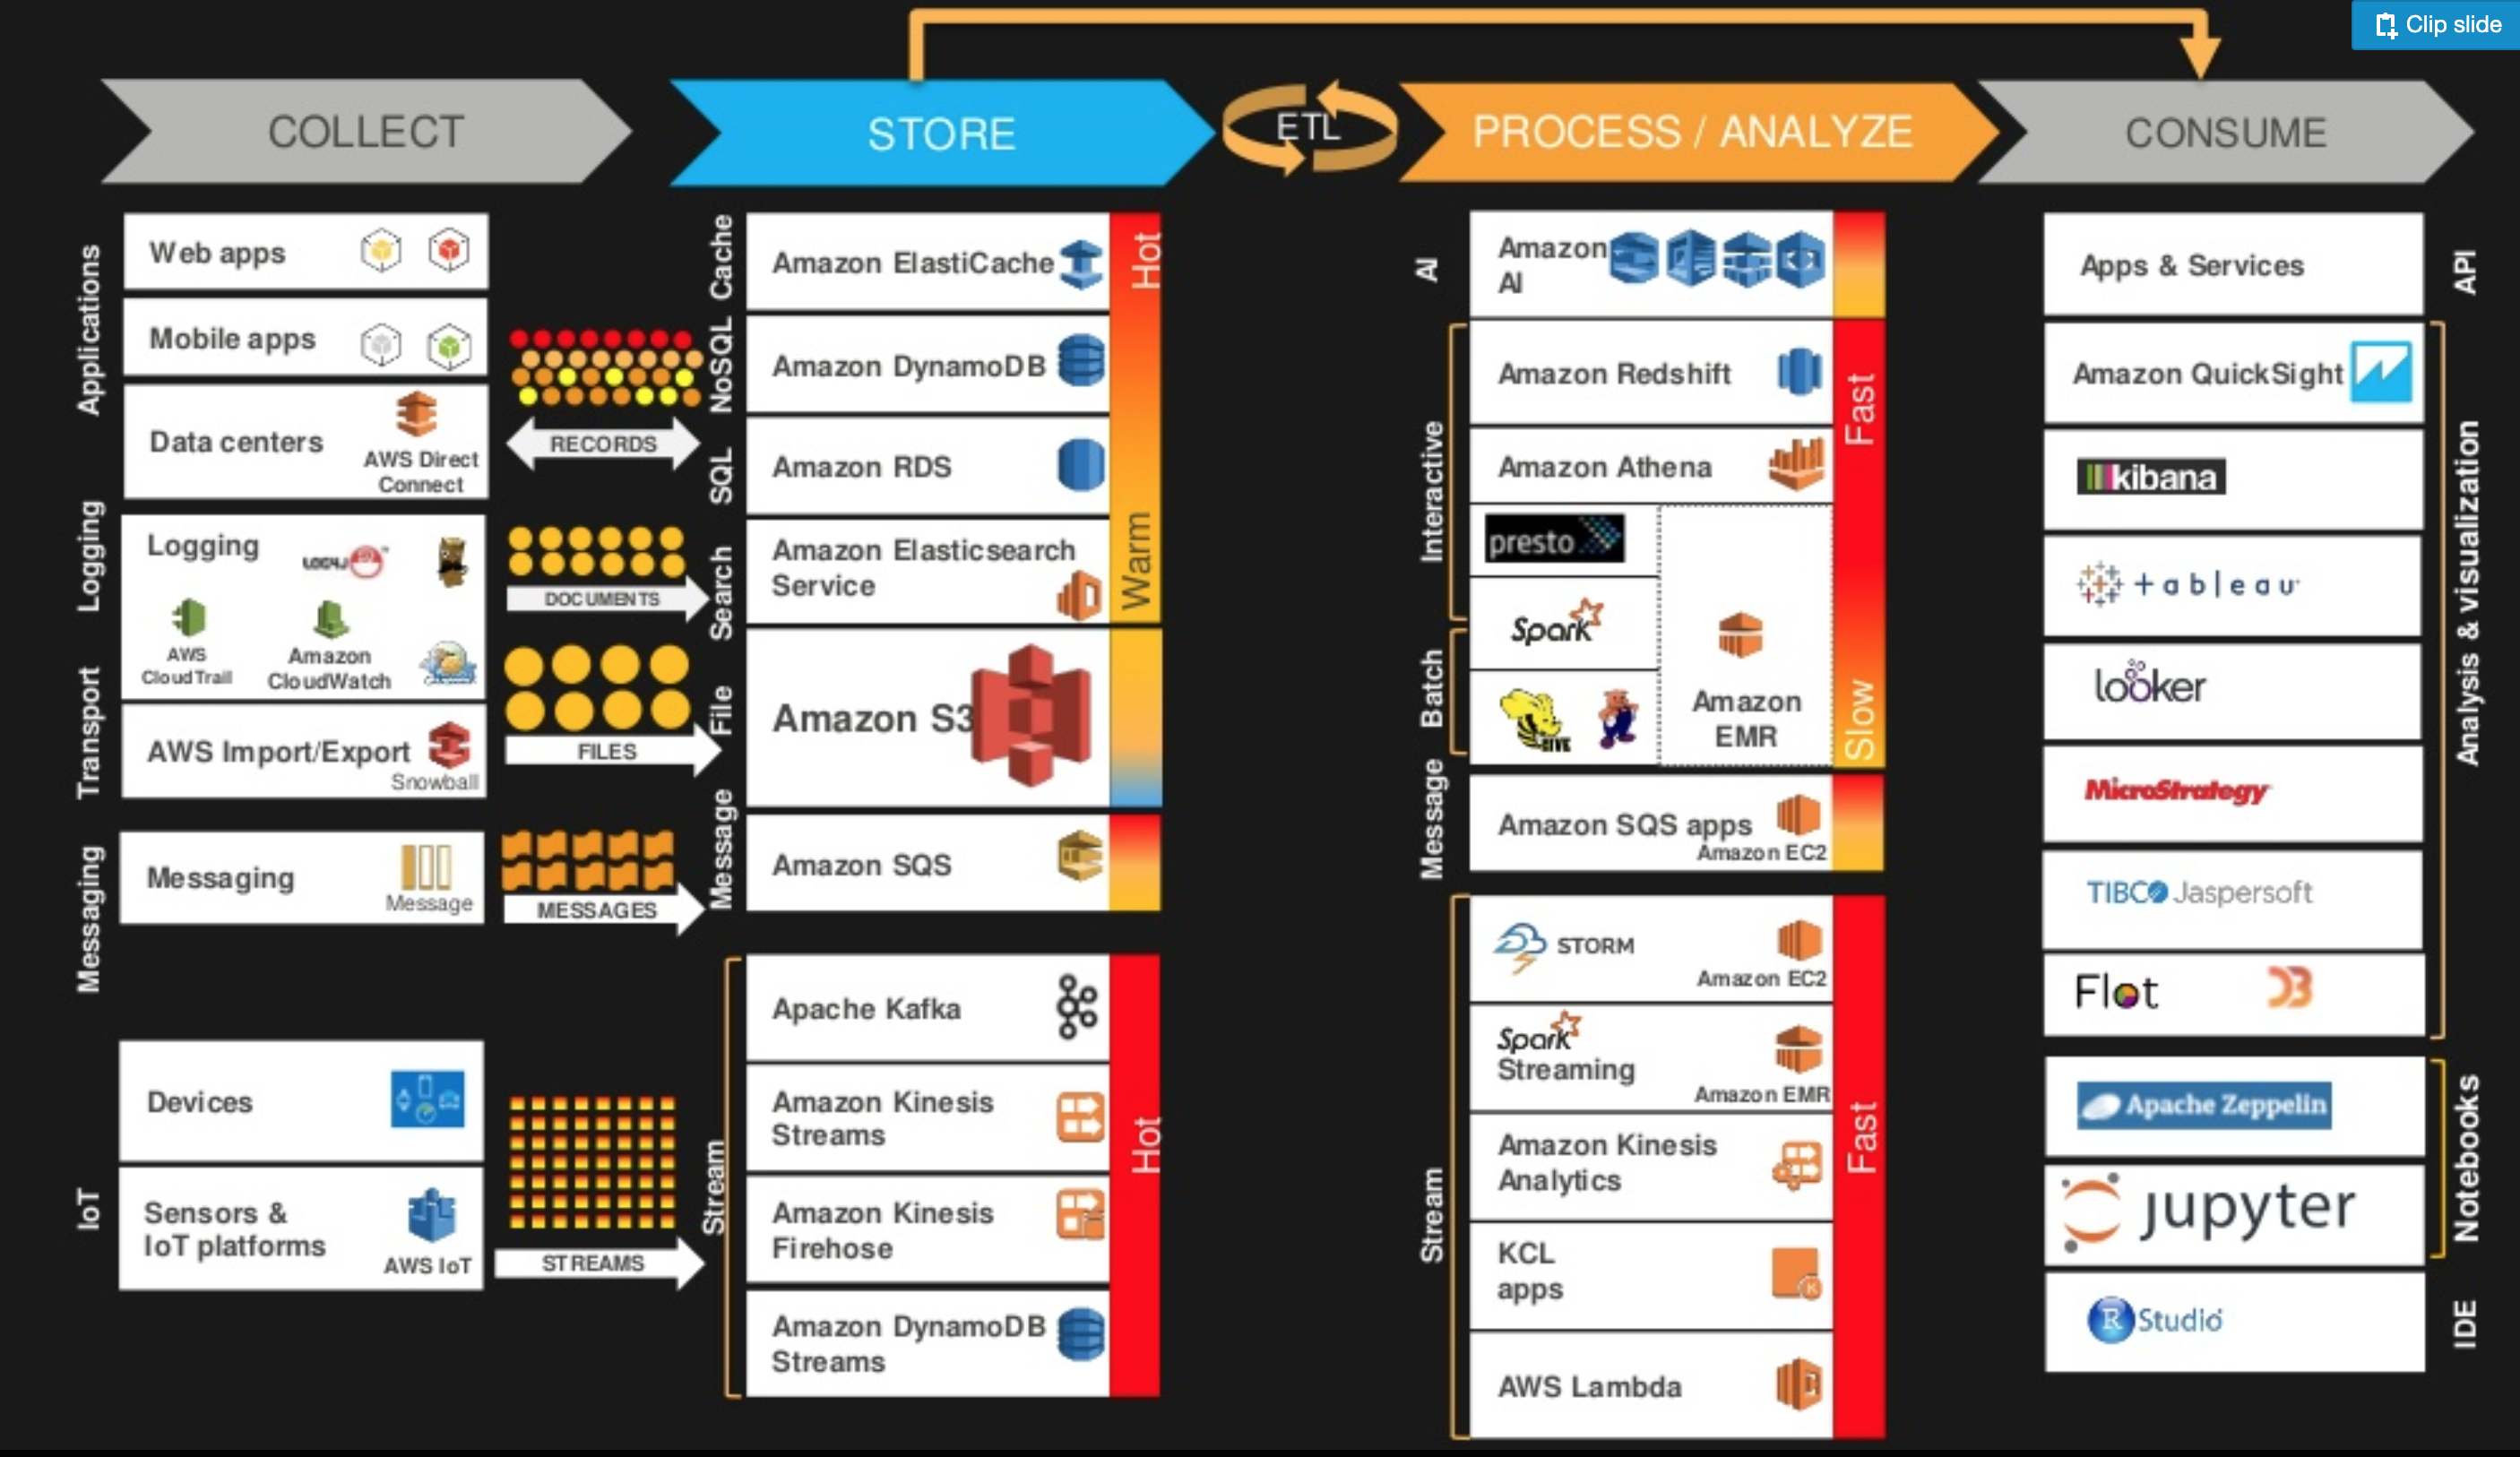 Clip slide
COLLECT
STORE
ETL
PROCESS / ANALYZE
CONSUME
Applications
Web apps
Mobile apps
Data centers
AWS Direct
Connect
Logging
Logging
LOG4J
AWS
CloudTrail
Amazon
CloudWatch
Transport
AWS Import/Export
Snowball
Messaging
Messaging
Message
IoT
Devices
Sensors &
IoT platforms
AWS IoT
RECORDS
DOCUMENTS
FILES
MESSAGES
STREAMS
Cache
Amazon ElastiCache
NoSQL
Amazon DynamoDB
SQL
Amazon RDS
Search
Amazon Elasticsearch
Service
File
Amazon S3
Message
Amazon SQS
Hot
Warm
Stream
Apache Kafka
Amazon Kinesis
Streams
Amazon Kinesis
Firehose
Amazon DynamoDB
Streams
Hot
AI
Amazon
AI
Interactive
Amazon Redshift
Amazon Athena
presto
Spark
Batch
HIVE
Amazon
EMR
Fast
Slow
Message
Amazon SQS apps
Amazon EC2
Stream
STORM
Amazon EC2
Spark
Streaming
Amazon EMR
Amazon Kinesis
Analytics
KCL
apps
K
AWS Lambda
Fast
Apps & Services
API
Amazon QuickSight
kibana
+ableau
looker
MicroStrategy
TIBCO Jaspersoft
Flot
D3
Analysis & visualization
Apache Zeppelin
jupyter
Notebooks
R Studio
IDE